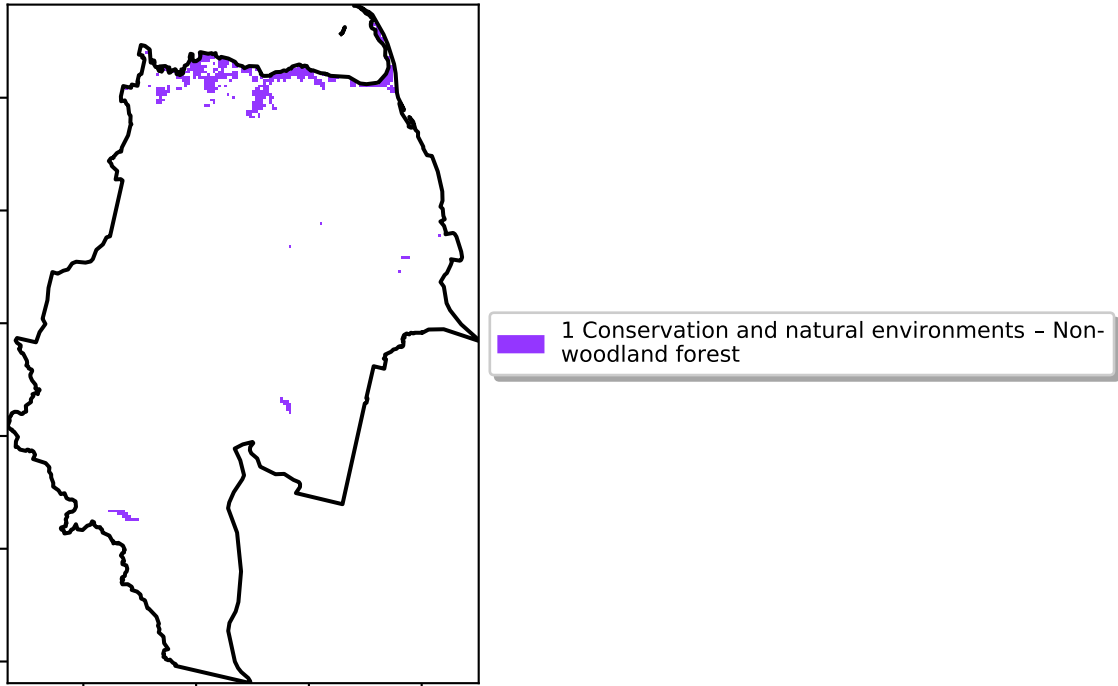 1 Conservation and natural environments – Non-
woodland forest